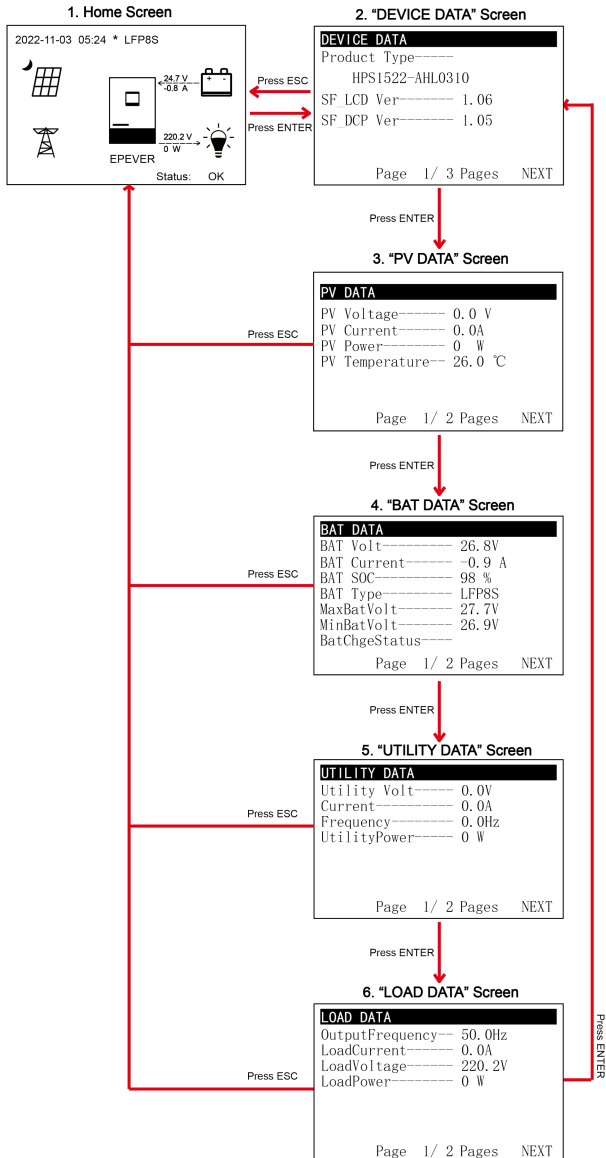 1. Home Screen
2022-11-03 05:24 * LFP8S
24.7 V
-0.8 A
220.2 V
0 W
EPEVER
Status: OK
Press ESC
Press ENTER
2. “DEVICE DATA” Screen
DEVICE DATA
Product Type-----
HPS1522-AHL0310
SF_LCD Ver------- 1.06
SF_DCP Ver------- 1.05
Page 1/ 3 Pages NEXT
Press ENTER
3. “PV DATA” Screen
PV DATA
PV Voltage------ 0.0 V
PV Current------ 0.0A
PV Power-------- 0 W
PV Temperature-- 26.0 ℃
Page 1/ 2 Pages NEXT
Press ESC
Press ENTER
4. “BAT DATA” Screen
BAT DATA
BAT Volt--------- 26.8V
BAT Current------ -0.9 A
BAT SOC---------- 98 %
BAT Type--------- LFP8S
MaxBatVolt------- 27.7V
MinBatVolt------- 26.9V
BatChgeStatus----
Page 1/ 2 Pages NEXT
Press ESC
Press ENTER
5. “UTILITY DATA” Screen
UTILITY DATA
Utility Volt----- 0.0V
Current---------- 0.0A
Frequency-------- 0.0Hz
UtilityPower----- 0 W
Page 1/ 2 Pages NEXT
Press ESC
Press ENTER
6. “LOAD DATA” Screen
LOAD DATA
OutputFrequency-- 50.0Hz
LoadCurrent------ 0.0A
LoadVoltage------ 220.2V
LoadPower-------- 0 W
Page 1/ 2 Pages NEXT
Press ESC
Press ENTER